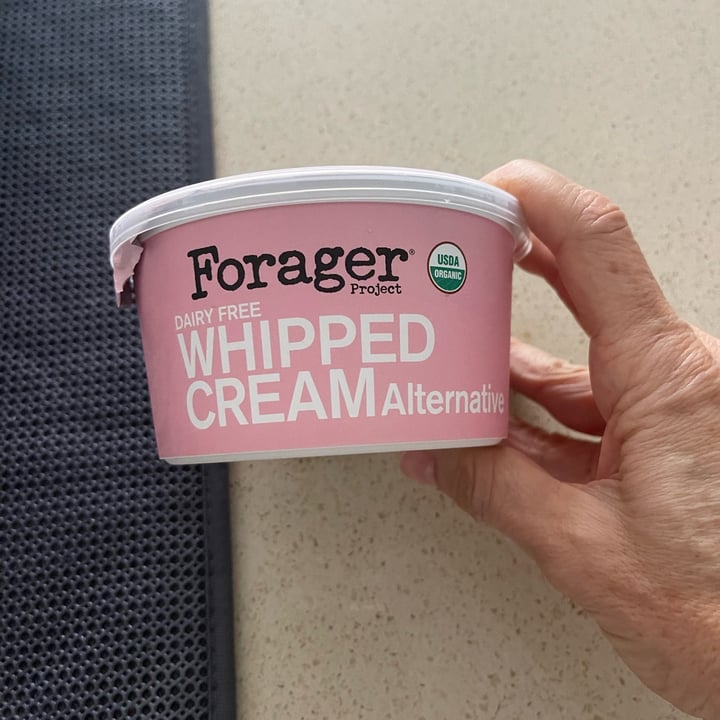 Forager®
Project
USDA
ORGANIC
DAIRY FREE
WHIPPED
CREAM Alternative